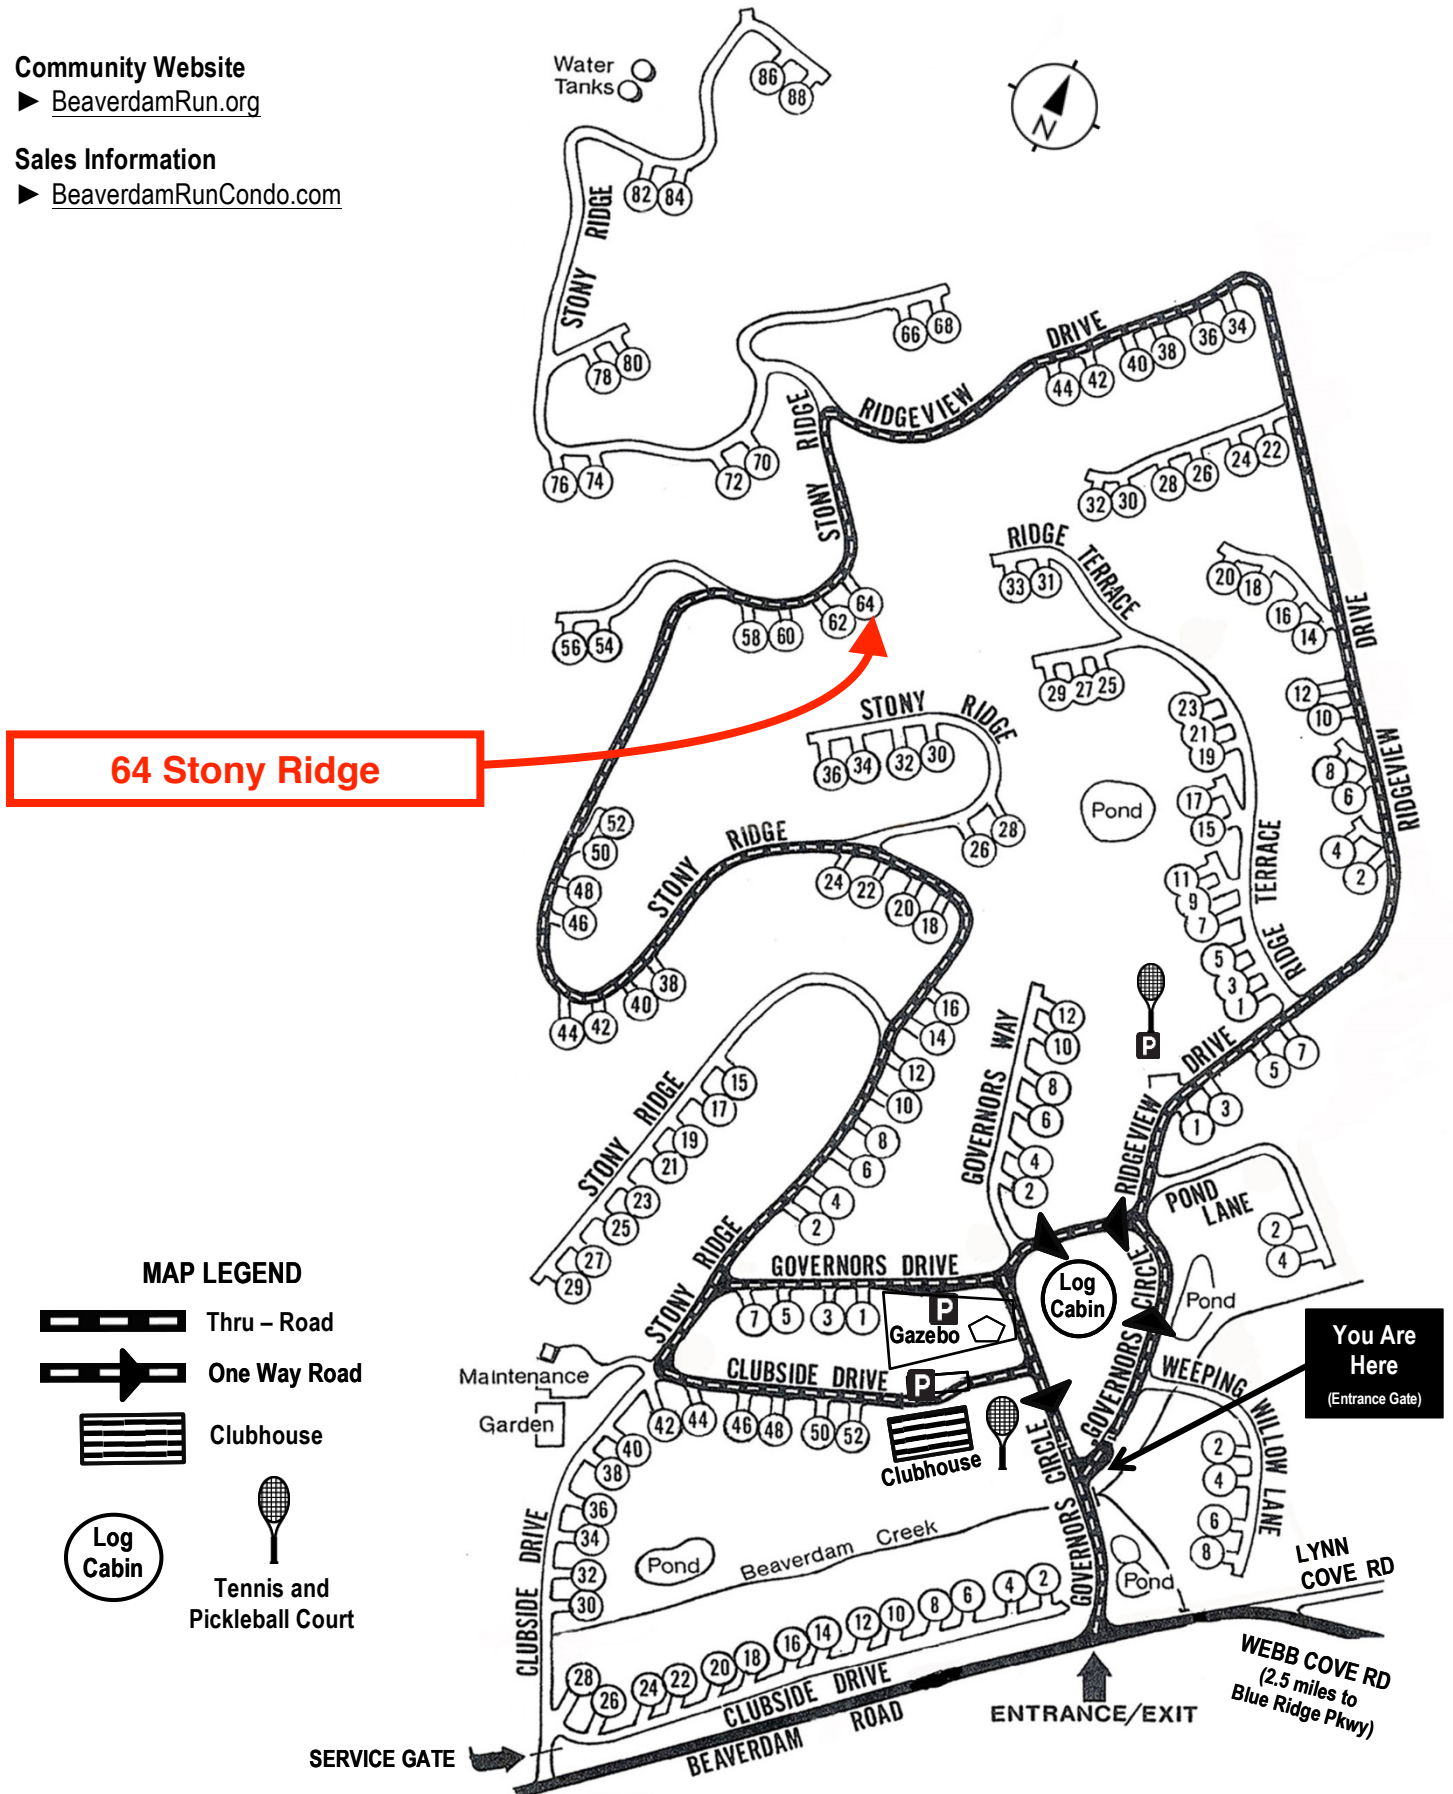 Community Website
► BeaverdamRun.org
Sales Information
► BeaverdamRunCondo.com
Water
Tanks
86
88
N
82
84
STONY RIDGE
78
80
66
68
DRIVE
44
42
40
38
36
34
RIDGEVIEW
STONY RIDGE
76
74
72
70
32
30
28
26
24
22
RIDGE TERRACE
33
31
20
18
16
14
DRIVE
56
54
58
60
62
64
29
27
25
12
10
23
21
19
STONY RIDGE
36
34
32
30
64 Stony Ridge
8
6
RIDGEVIEW
Pond
17
15
4
2
28
26
STONY RIDGE
52
50
48
46
24
22
20
18
TERRACE
11
9
7
5
3
1
RIDGE
44
42
40
38
16
14
12
10
8
6
4
2
GOVERNORS WAY
12
10
8
6
4
2
P
DRIVE
7
5
3
1
RIDGEVIEW
STONY RIDGE
15
17
19
21
23
25
27
29
POND
LANE
2
4
STONY RIDGE
GOVERNORS DRIVE
7
5
3
1
P
Gazebo
Log
Cabin
GOVERNORS CIRCLE
Pond
You Are
Here
(Entrance Gate)
MAP LEGEND
Thru – Road
One Way Road
Clubhouse
Log
Cabin
Tennis and
Pickleball Court
Maintenance
Garden
CLUBSIDE DRIVE
P
42
44
46
48
50
52
Clubhouse
GOVERNORS CIRCLE
WEEPING WILLOW LANE
2
4
6
8
40
38
36
34
32
30
CLUBSIDE DRIVE
Pond
Beaverdam Creek
Pond
LYNN
COVE RD
28
26
24
22
20
18
16
14
12
10
8
6
4
2
CLUBSIDE DRIVE
BEAVERDAM ROAD
ENTRANCE/EXIT
WEBB COVE RD
(2.5 miles to
Blue Ridge Pkwy)
SERVICE GATE